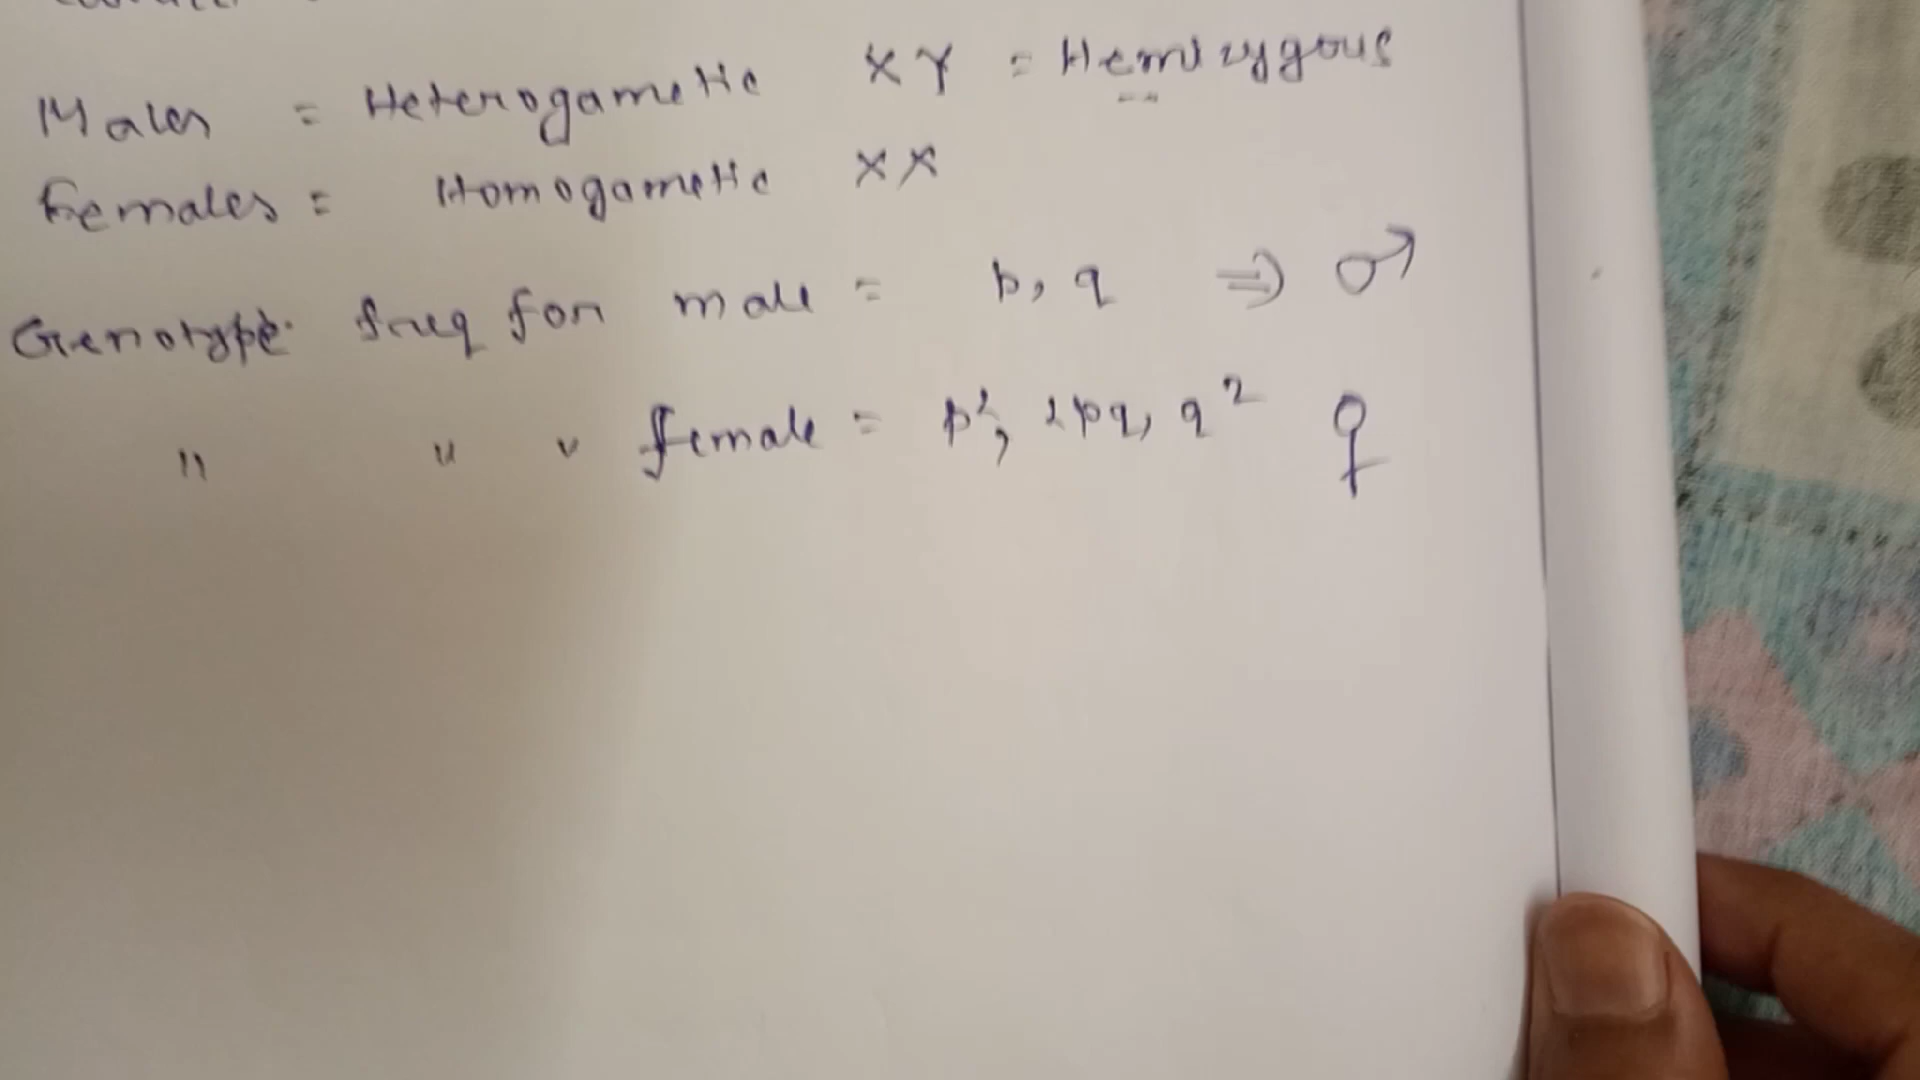 Males = Heterogametic XY = Hemizygous
Females = Homogametic XX
Genotype freq for male = p, q ⇒ ♂
" " " female = p², 2pq, q² ♀